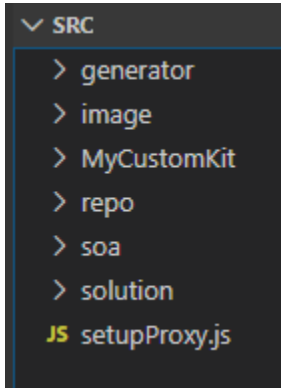 SRC
generator
image
MyCustomKit
repo
soa
solution
JS setupProxy.js